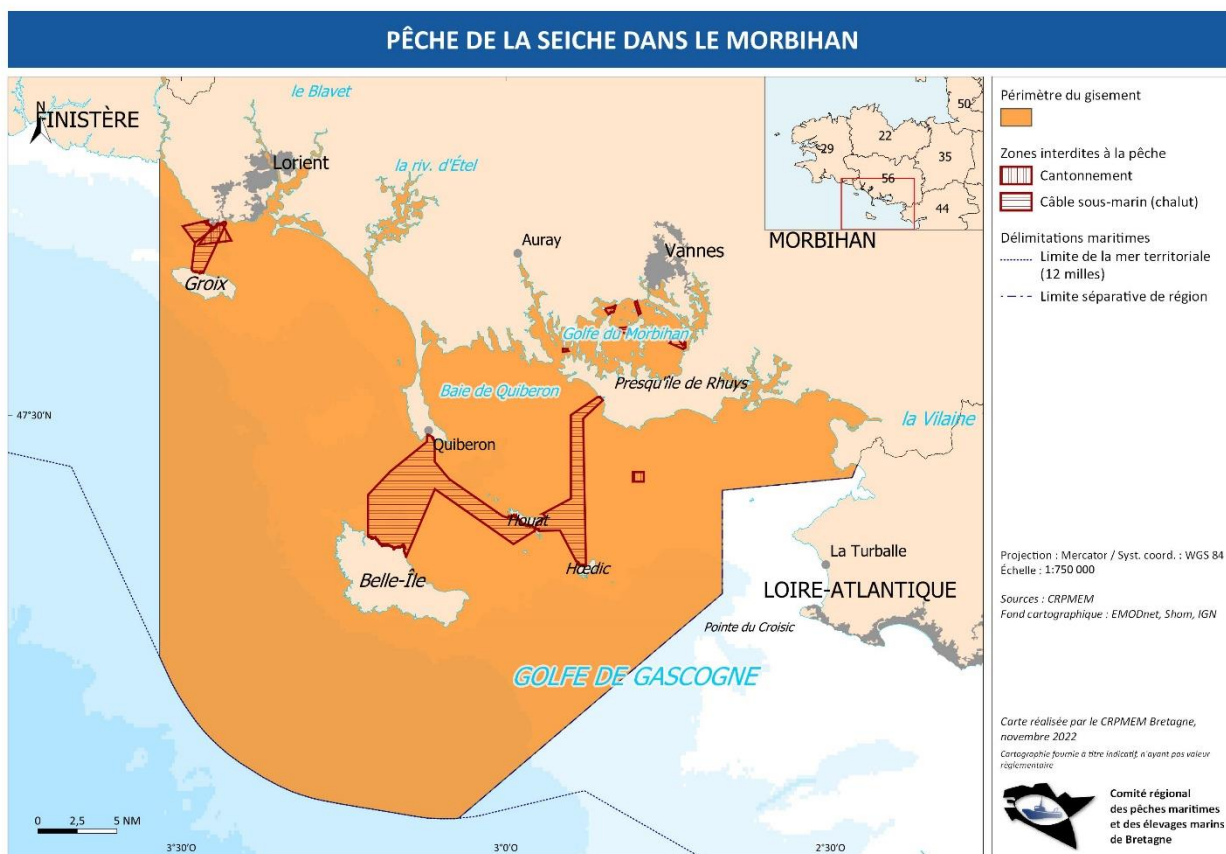 PÊCHE DE LA SEICHE DANS LE MORBIHAN
N
FINISTÈRE
le Blavet
Lorient
la riv. d'Étel
Groix
Auray
Vannes
Golfe du Morbihan
Presqu'île de Rhuys
Baie de Quiberon
47°30'N
Quiberon
la Vilaine
Houat
Hœdic
Belle-Île
La Turballe
LOIRE-ATLANTIQUE
Pointe du Croisic
GOLFE DE GASCOGNE
0 2,5 5 NM
3°30'0 3°0'0 2°30'0
50
22
29
35
56
44
MORBIHAN
Périmètre du gisement
Zones interdites à la pêche
Cantonnement
Câble sous-marin (chalut)
Délimitations maritimes
Limite de la mer territoriale
(12 milles)
Limite séparative de région
Projection : Mercator / Syst. coord. : WGS 84
Échelle : 1:750 000
Sources : CRPMEM
Fond cartographique : EMODnet, Shom, IGN
Carte réalisée par le CRPMEM Bretagne,
novembre 2022
Cartographie fournie à titre indicatif, n'ayant pas valeur
règlementaire
Comité régional
des pêches maritimes
et des élevages marins
de Bretagne